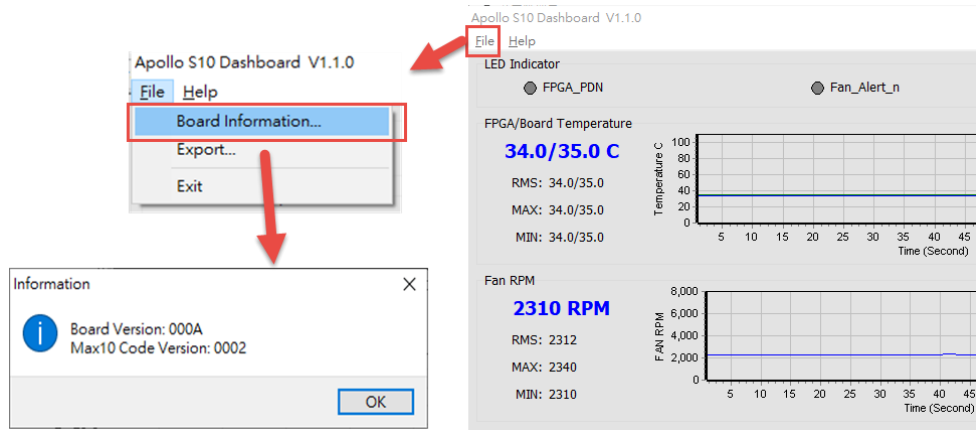 Apollo S10 Dashboard V1.1.0
File Help
Board Information...
Export...
Exit
Information
Board Version: 000A
Max10 Code Version: 0002
OK
Apollo S10 Dashboard V1.1.0
File Help
LED Indicator
FPGA_PDN
Fan_Alert_n
FPGA/Board Temperature
34.0/35.0 C
RMS: 34.0/35.0
MAX: 34.0/35.0
MIN: 34.0/35.0
Temperature C
100
80
60
40
20
0
5 10 15 20 25 30 35 40 45
Time (Second)
Fan RPM
2310 RPM
RMS: 2312
MAX: 2340
MIN: 2310
FAN RPM
8,000
6,000
4,000
2,000
0
5 10 15 20 25 30 35 40 45
Time (Second)